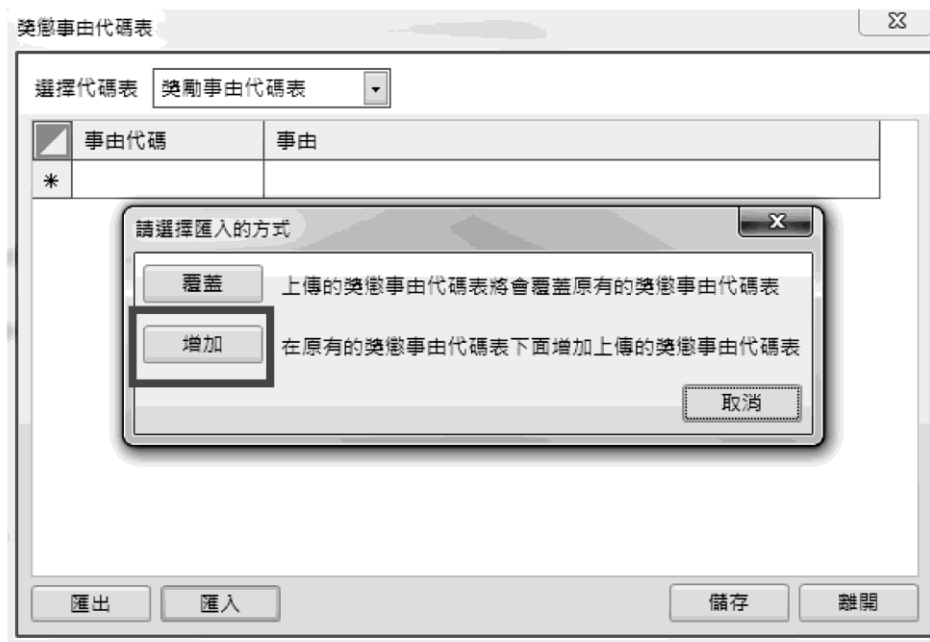 獎懲事由代碼表
選擇代碼表 獎勵事由代碼表
事由代碼 事由
*
請選擇匯入的方式
覆蓋 上傳的獎懲事由代碼表將會覆蓋原有的獎懲事由代碼表
增加 在原有的獎懲事由代碼表下面增加上傳的獎懲事由代碼表
取消
匯出 匯入 儲存 離開